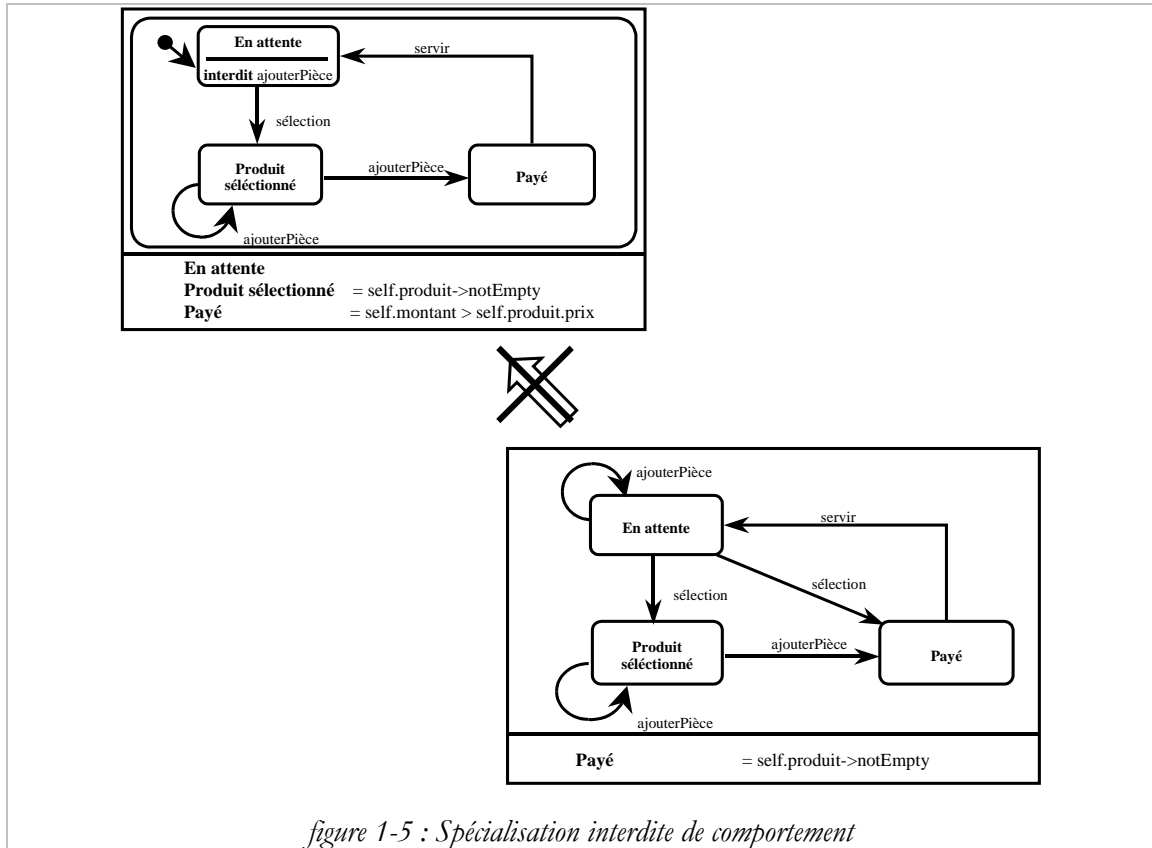 En attente
interdit ajouterPièce
servir
sélection
Produit
séléctionné
ajouterPièce
Payé
ajouterPièce
En attente
Produit sélectionné = self.produit->notEmpty
Payé = self.montant > self.produit.prix
ajouterPièce
En attente
servir
sélection
sélection
Produit
séléctionné
ajouterPièce
Payé
ajouterPièce
Payé = self.produit->notEmpty
figure 1-5 : Spécialisation interdite de comportement